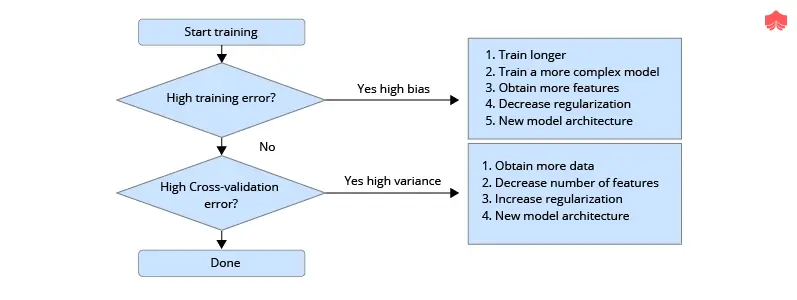 Start training
High training error?
Yes high bias
1. Train longer
2. Train a more complex model
3. Obtain more features
4. Decrease regularization
5. New model architecture
No
High Cross-validation
error?
Yes high variance
1. Obtain more data
2. Decrease number of features
3. Increase regularization
4. New model architecture
Done